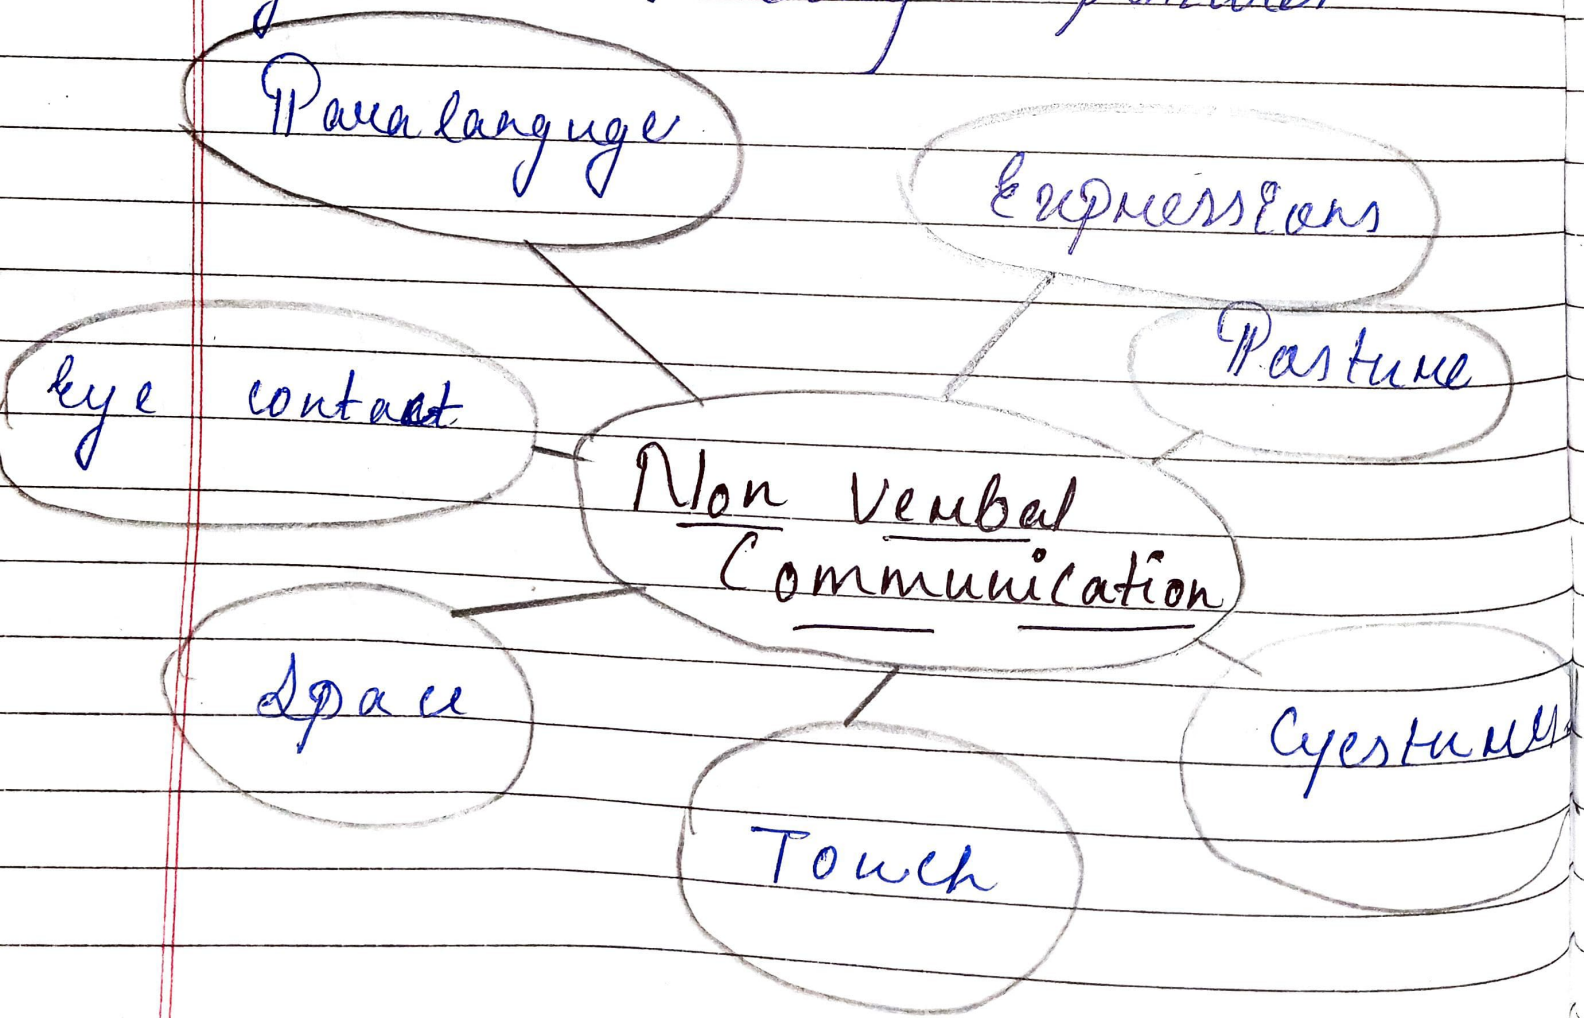 Paralanguge
Expressions
Posture
Eye contact
Non Verbal
Communication
Space
Gestures
Touch